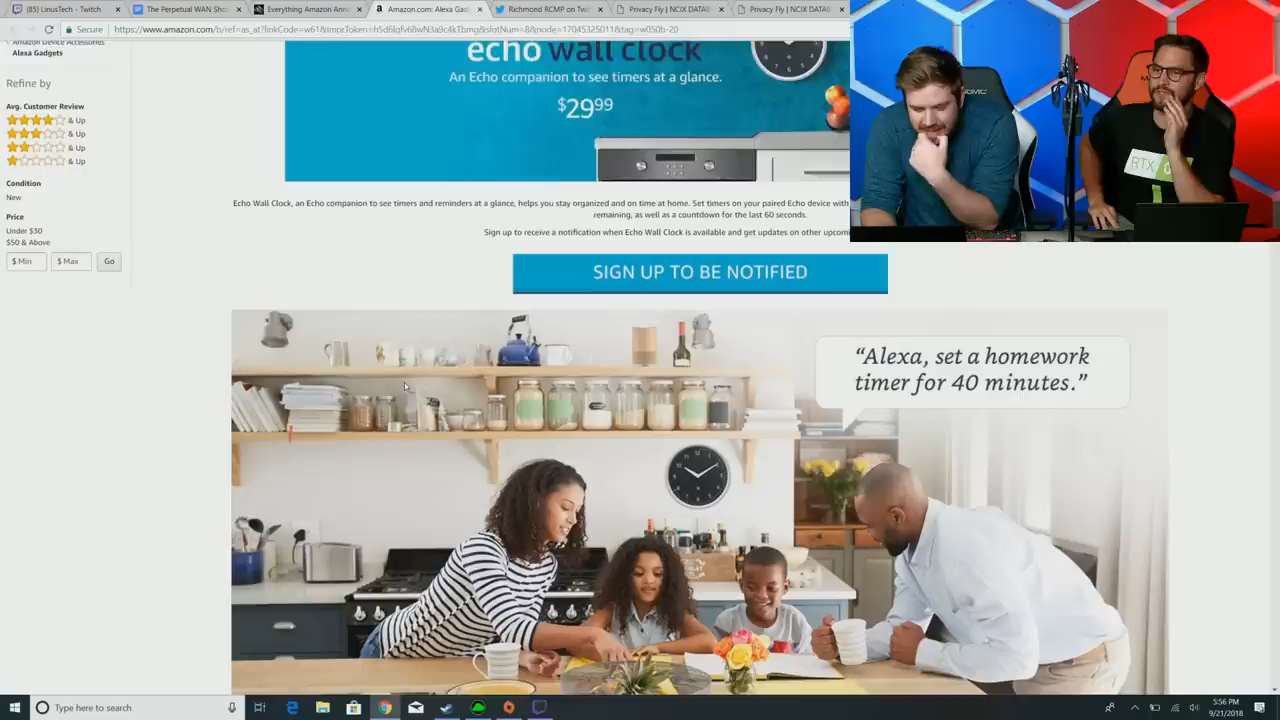 (85) LinusTech - Twitch
The Perpetual WAN Sho
Everything Amazon Ann
Amazon.com: Alexa Gad
Richmond RCMP on Twi
Privacy Fly | NCIX DATAB
Privacy Fly | NCIX DATAB
Secure
Amazon Device Accessories
Alexa Gadgets
Refine by
Avg. Customer Review
& Up
& Up
& Up
& Up
Condition
New
Price
Under $30
$50 & Above
$ Min
$ Max
Go
echo wall clock
An Echo companion to see timers at a glance.
$29⁹⁹
Echo Wall Clock, an Echo companion to see timers and reminders at a glance, helps you stay organized and on time at home. Set timers on your paired Echo device with
remaining, as well as a countdown for the last 60 seconds.
Sign up to receive a notification when Echo Wall Clock is available and get updates on other upcomi
SIGN UP TO BE NOTIFIED
“Alexa, set a homework
timer for 40 minutes.”
RTX
Type here to search
5:56 PM
9/21/2018